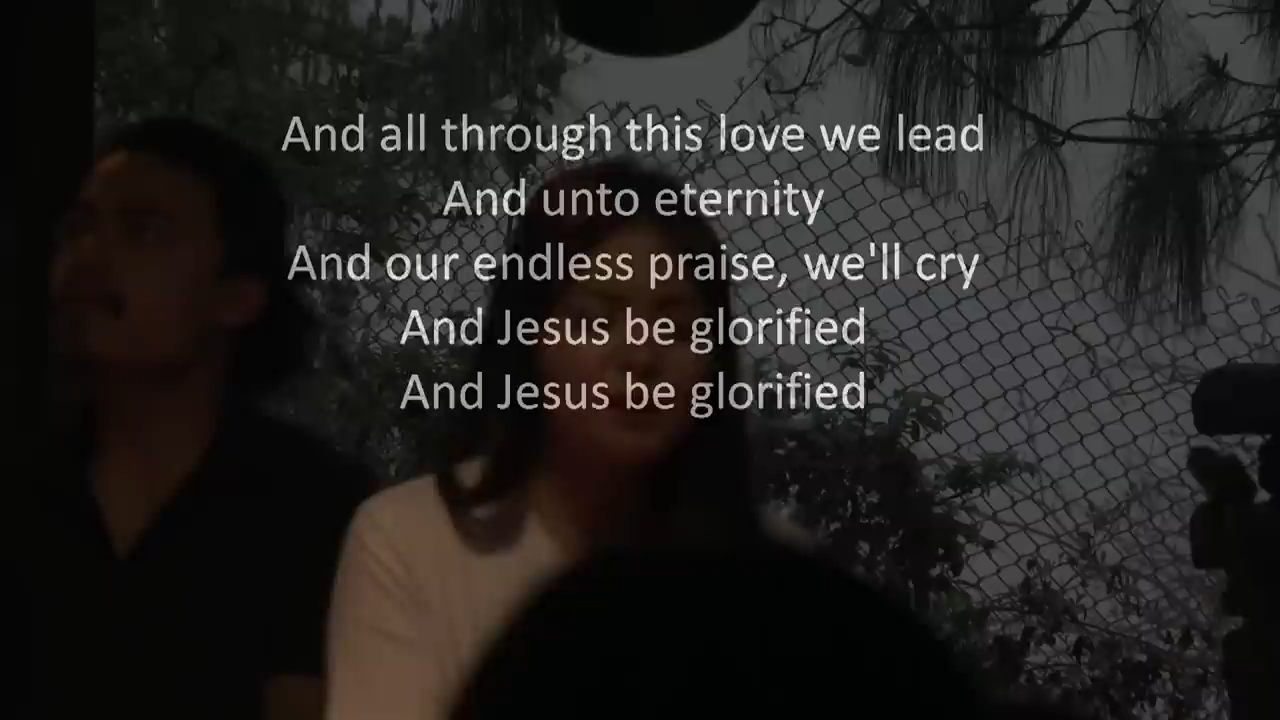 And all through this love we lead
And unto eternity
And our endless praise, we'll cry
And Jesus be glorified
And Jesus be glorified